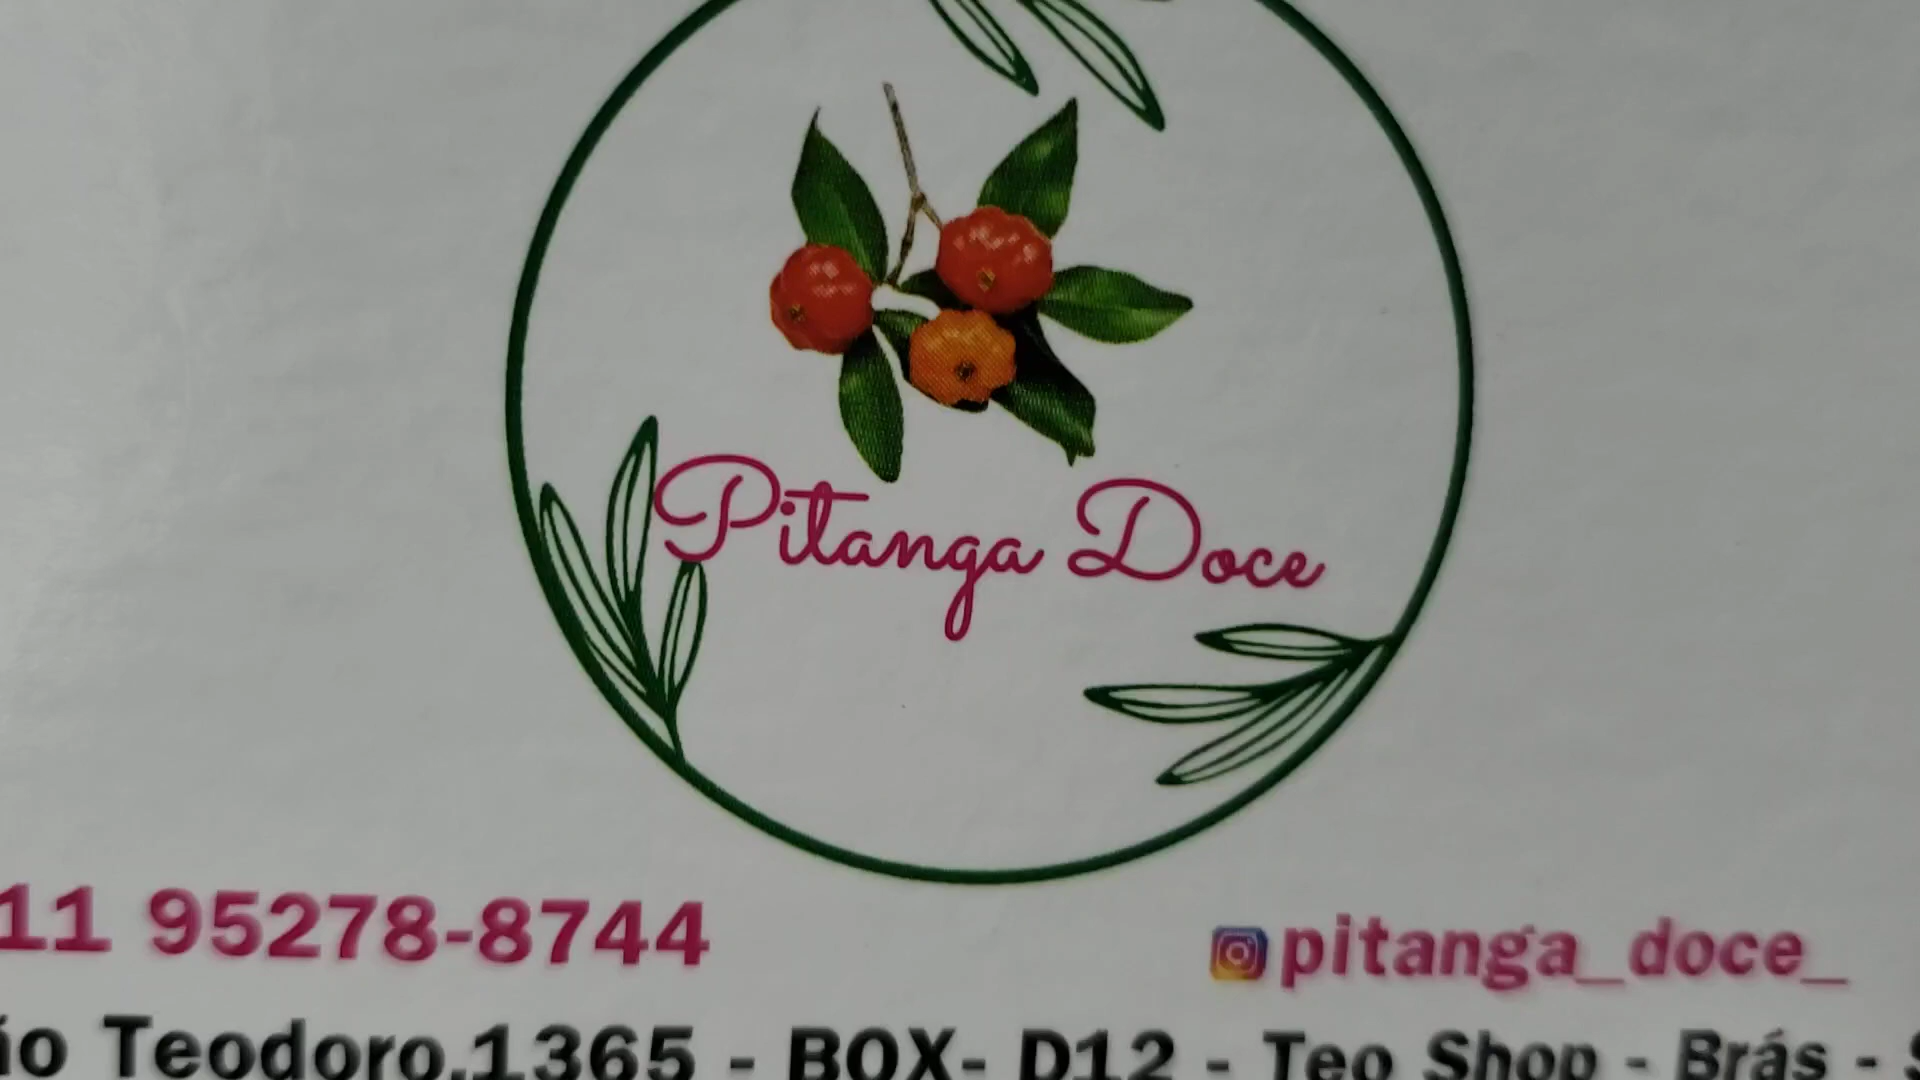 Pitanga Doce
11 95278-8744
pitanga_doce_
Teodoro,1365 - BOX- D12 - Teo Shop - Brás -